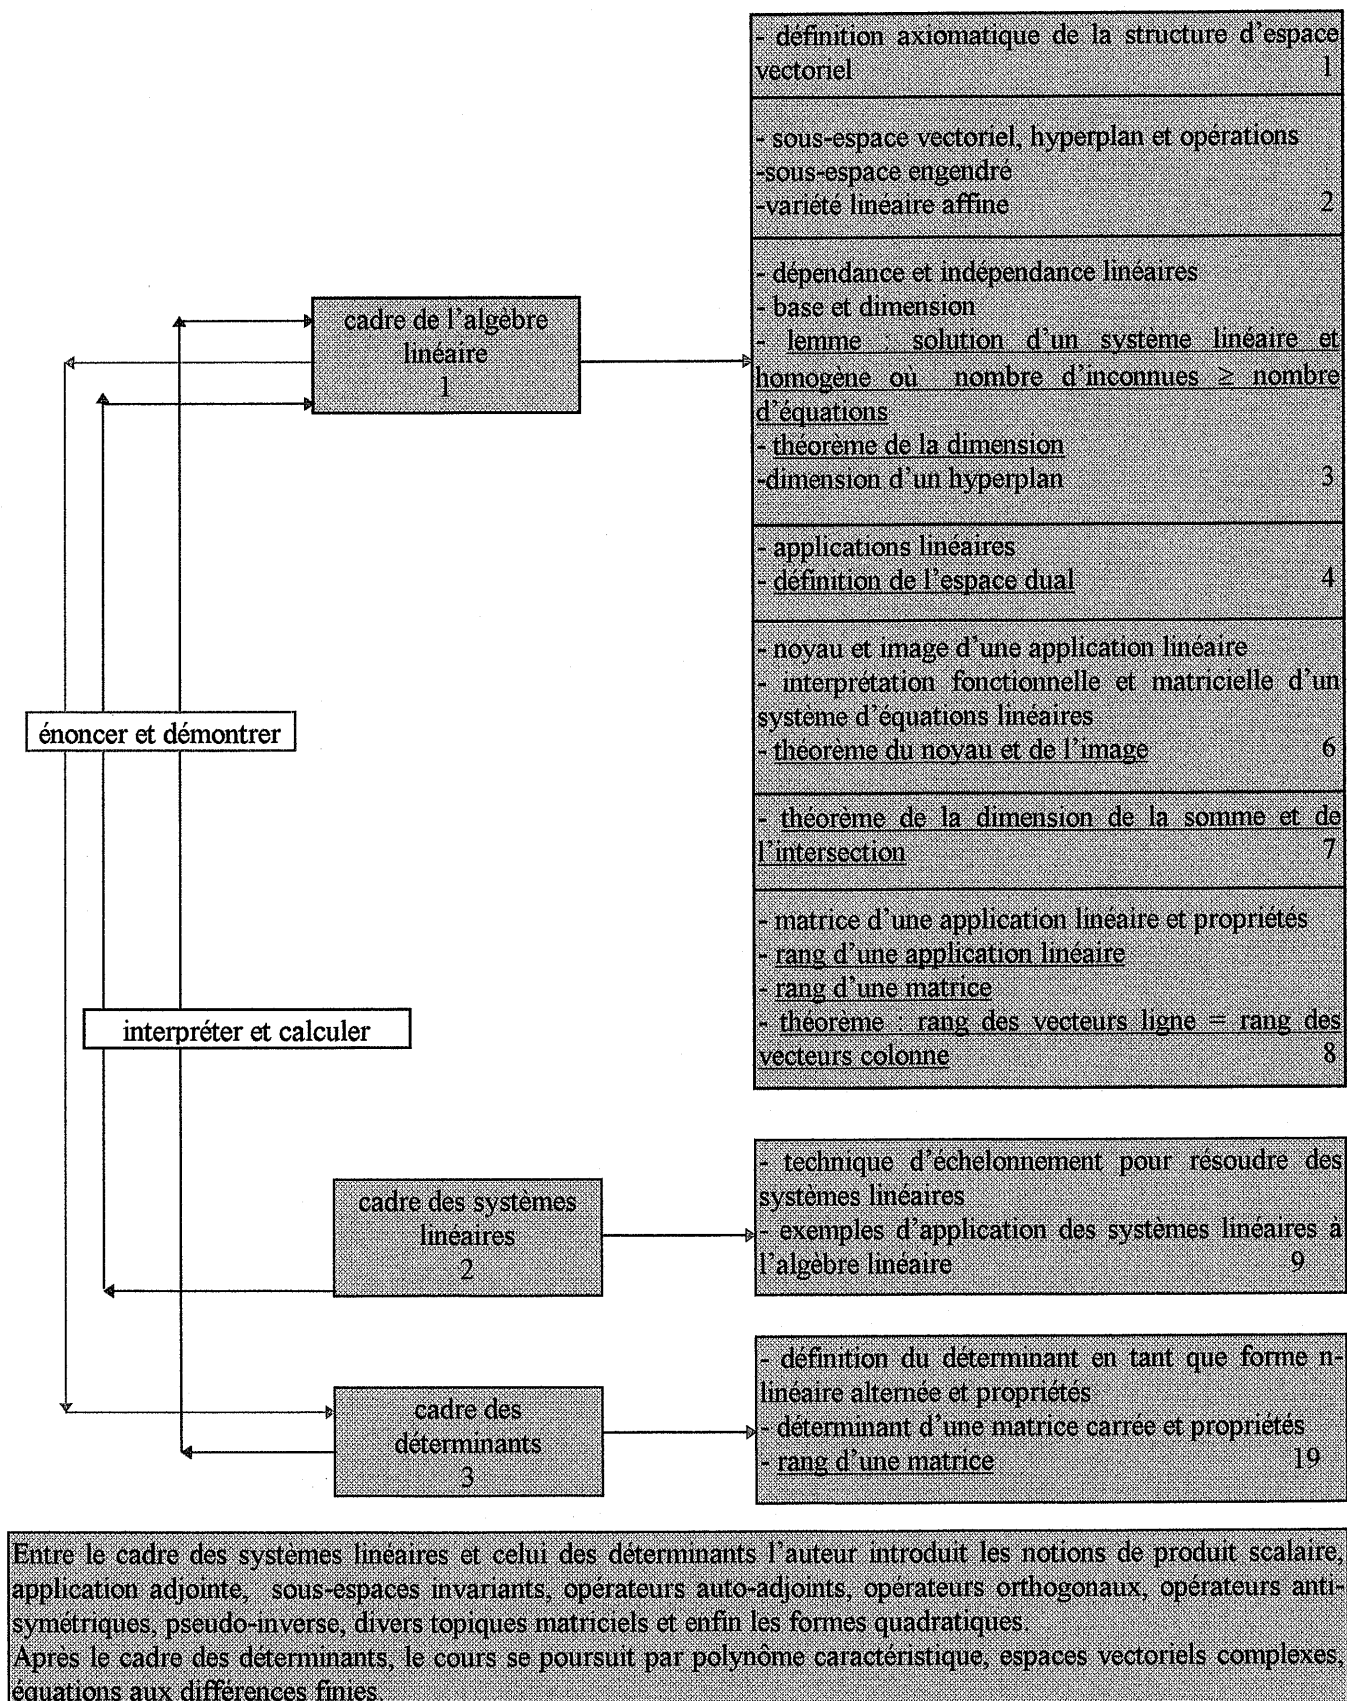 - définition axiomatique de la structure d'espace
vectoriel 1
- sous-espace vectoriel, hyperplan et opérations
-sous-espace engendré
-variété linéaire affine 2
- dépendance et indépendance linéaires
- base et dimension
- lemme : solution d'un système linéaire et
homogène où nombre d'inconnues ≥ nombre
d'équations
- théorème de la dimension
-dimension d'un hyperplan 3
cadre de l'algèbre
linéaire
1
- applications linéaires
- définition de l'espace dual 4
- noyau et image d'une application linéaire
- interprétation fonctionnelle et matricielle d'un
système d'équations linéaires
- théorème du noyau et de l'image 6
énoncer et démontrer
- théorème de la dimension de la somme et de
l'intersection 7
- matrice d'une application linéaire et propriétés
- rang d'une application linéaire
- rang d'une matrice
- théorème : rang des vecteurs ligne = rang des
vecteurs colonne 8
interpréter et calculer
cadre des systèmes
linéaires
2
- technique d'échelonnement pour résoudre des
systèmes linéaires
- exemples d'application des systèmes linéaires à
l'algèbre linéaire 9
cadre des
déterminants
3
- définition du déterminant en tant que forme n-
linéaire alternée et propriétés
- déterminant d'une matrice carrée et propriétés
- rang d'une matrice 19
Entre le cadre des systèmes linéaires et celui des déterminants l'auteur introduit les notions de produit scalaire,
application adjointe, sous-espaces invariants, opérateurs auto-adjoints, opérateurs orthogonaux, opérateurs anti-
symétriques, pseudo-inverse, divers topiques matriciels et enfin les formes quadratiques.
Après le cadre des déterminants, le cours se poursuit par polynôme caractéristique, espaces vectoriels complexes,
équations aux différences finies.